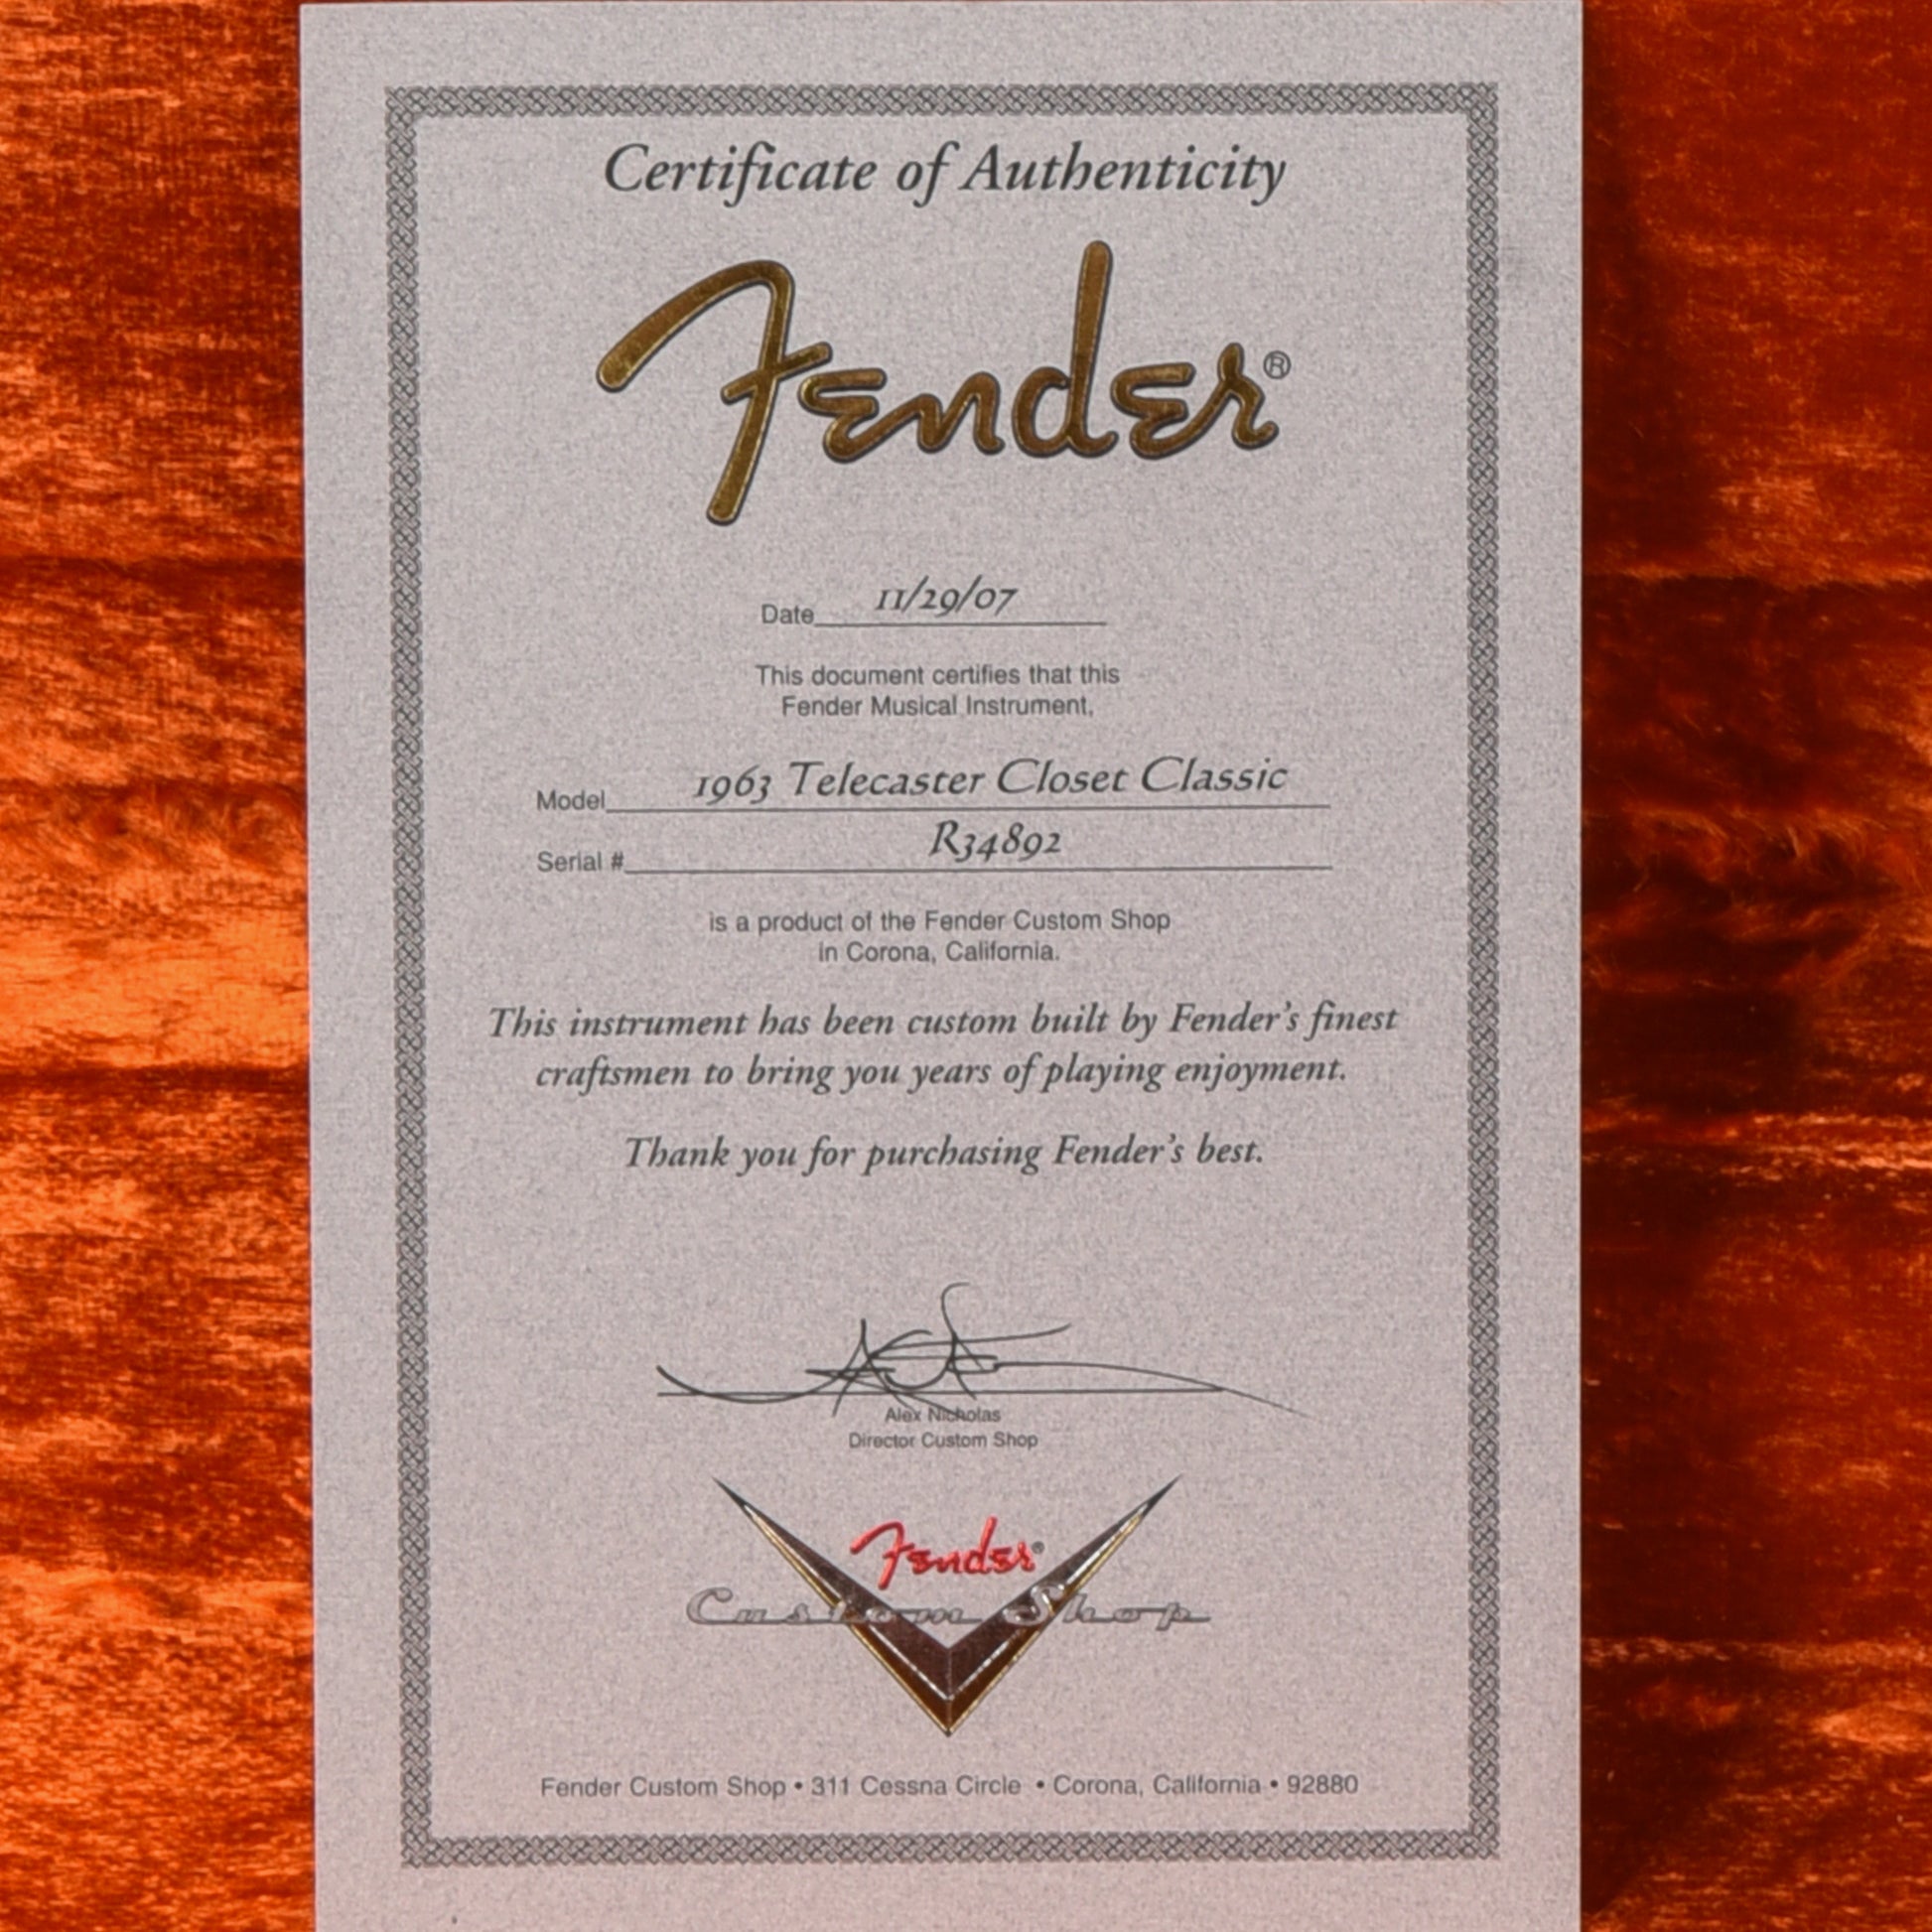 Certificate of Authenticity
Fender®
Date 11/29/07
This document certifies that this
Fender Musical Instrument,
Model 1963 Telecaster Closet Classic
Serial # R34892
is a product of the Fender Custom Shop
in Corona, California.
This instrument has been custom built by Fender's finest
craftsmen to bring you years of playing enjoyment.
Thank you for purchasing Fender's best.
Alex Nicholas
Director Custom Shop
Fender®
Custom Shop
Fender Custom Shop • 311 Cessna Circle • Corona, California • 92880